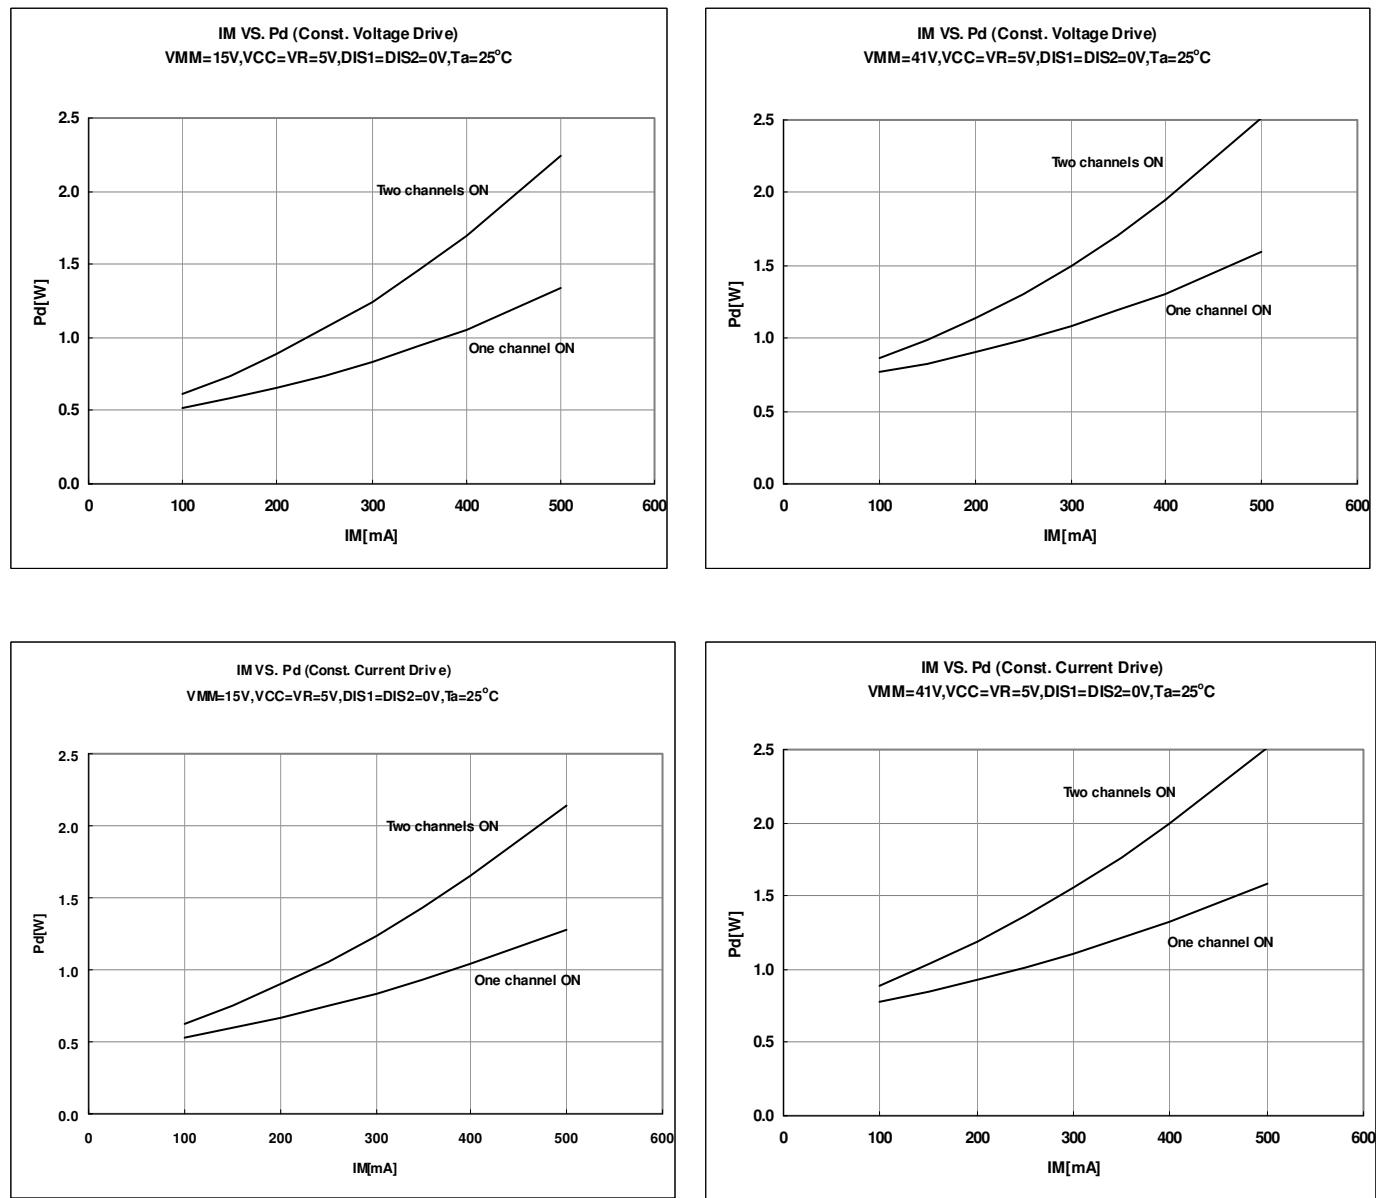 IM VS. Pd (Const. Voltage Drive)
VMM=15V,VCC=VR=5V,DIS1=DIS2=0V,Ta=25°C
2.5
2.0
1.5
1.0
0.5
0.0
Pd[W]
Two channels ON
One channel ON
0 100 200 300 400 500 600
IM[mA]
IM VS. Pd (Const. Voltage Drive)
VMM=41V,VCC=VR=5V,DIS1=DIS2=0V,Ta=25°C
2.5
2.0
1.5
1.0
0.5
0.0
Pd[W]
Two channels ON
One channel ON
0 100 200 300 400 500 600
IM[mA]
IM VS. Pd (Const. Current Drive)
VMM=15V,VCC=VR=5V,DIS1=DIS2=0V,Ta=25°C
2.5
2.0
1.5
1.0
0.5
0.0
Pd[W]
Two channels ON
One channel ON
0 100 200 300 400 500 600
IM[mA]
IM VS. Pd (Const. Current Drive)
VMM=41V,VCC=VR=5V,DIS1=DIS2=0V,Ta=25°C
2.5
2.0
1.5
1.0
0.5
0.0
Pd[W]
Two channels ON
One channel ON
0 100 200 300 400 500 600
IM[mA]